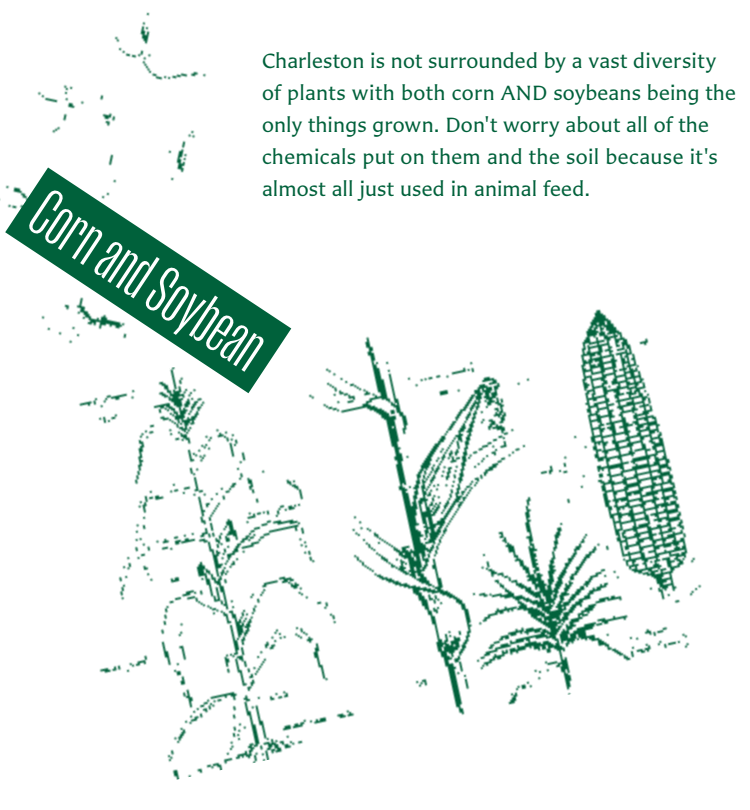 Charleston is not surrounded by a vast diversity
of plants with both corn AND soybeans being the
only things grown. Don't worry about all of the
chemicals put on them and the soil because it's
almost all just used in animal feed.
Corn and Soybean